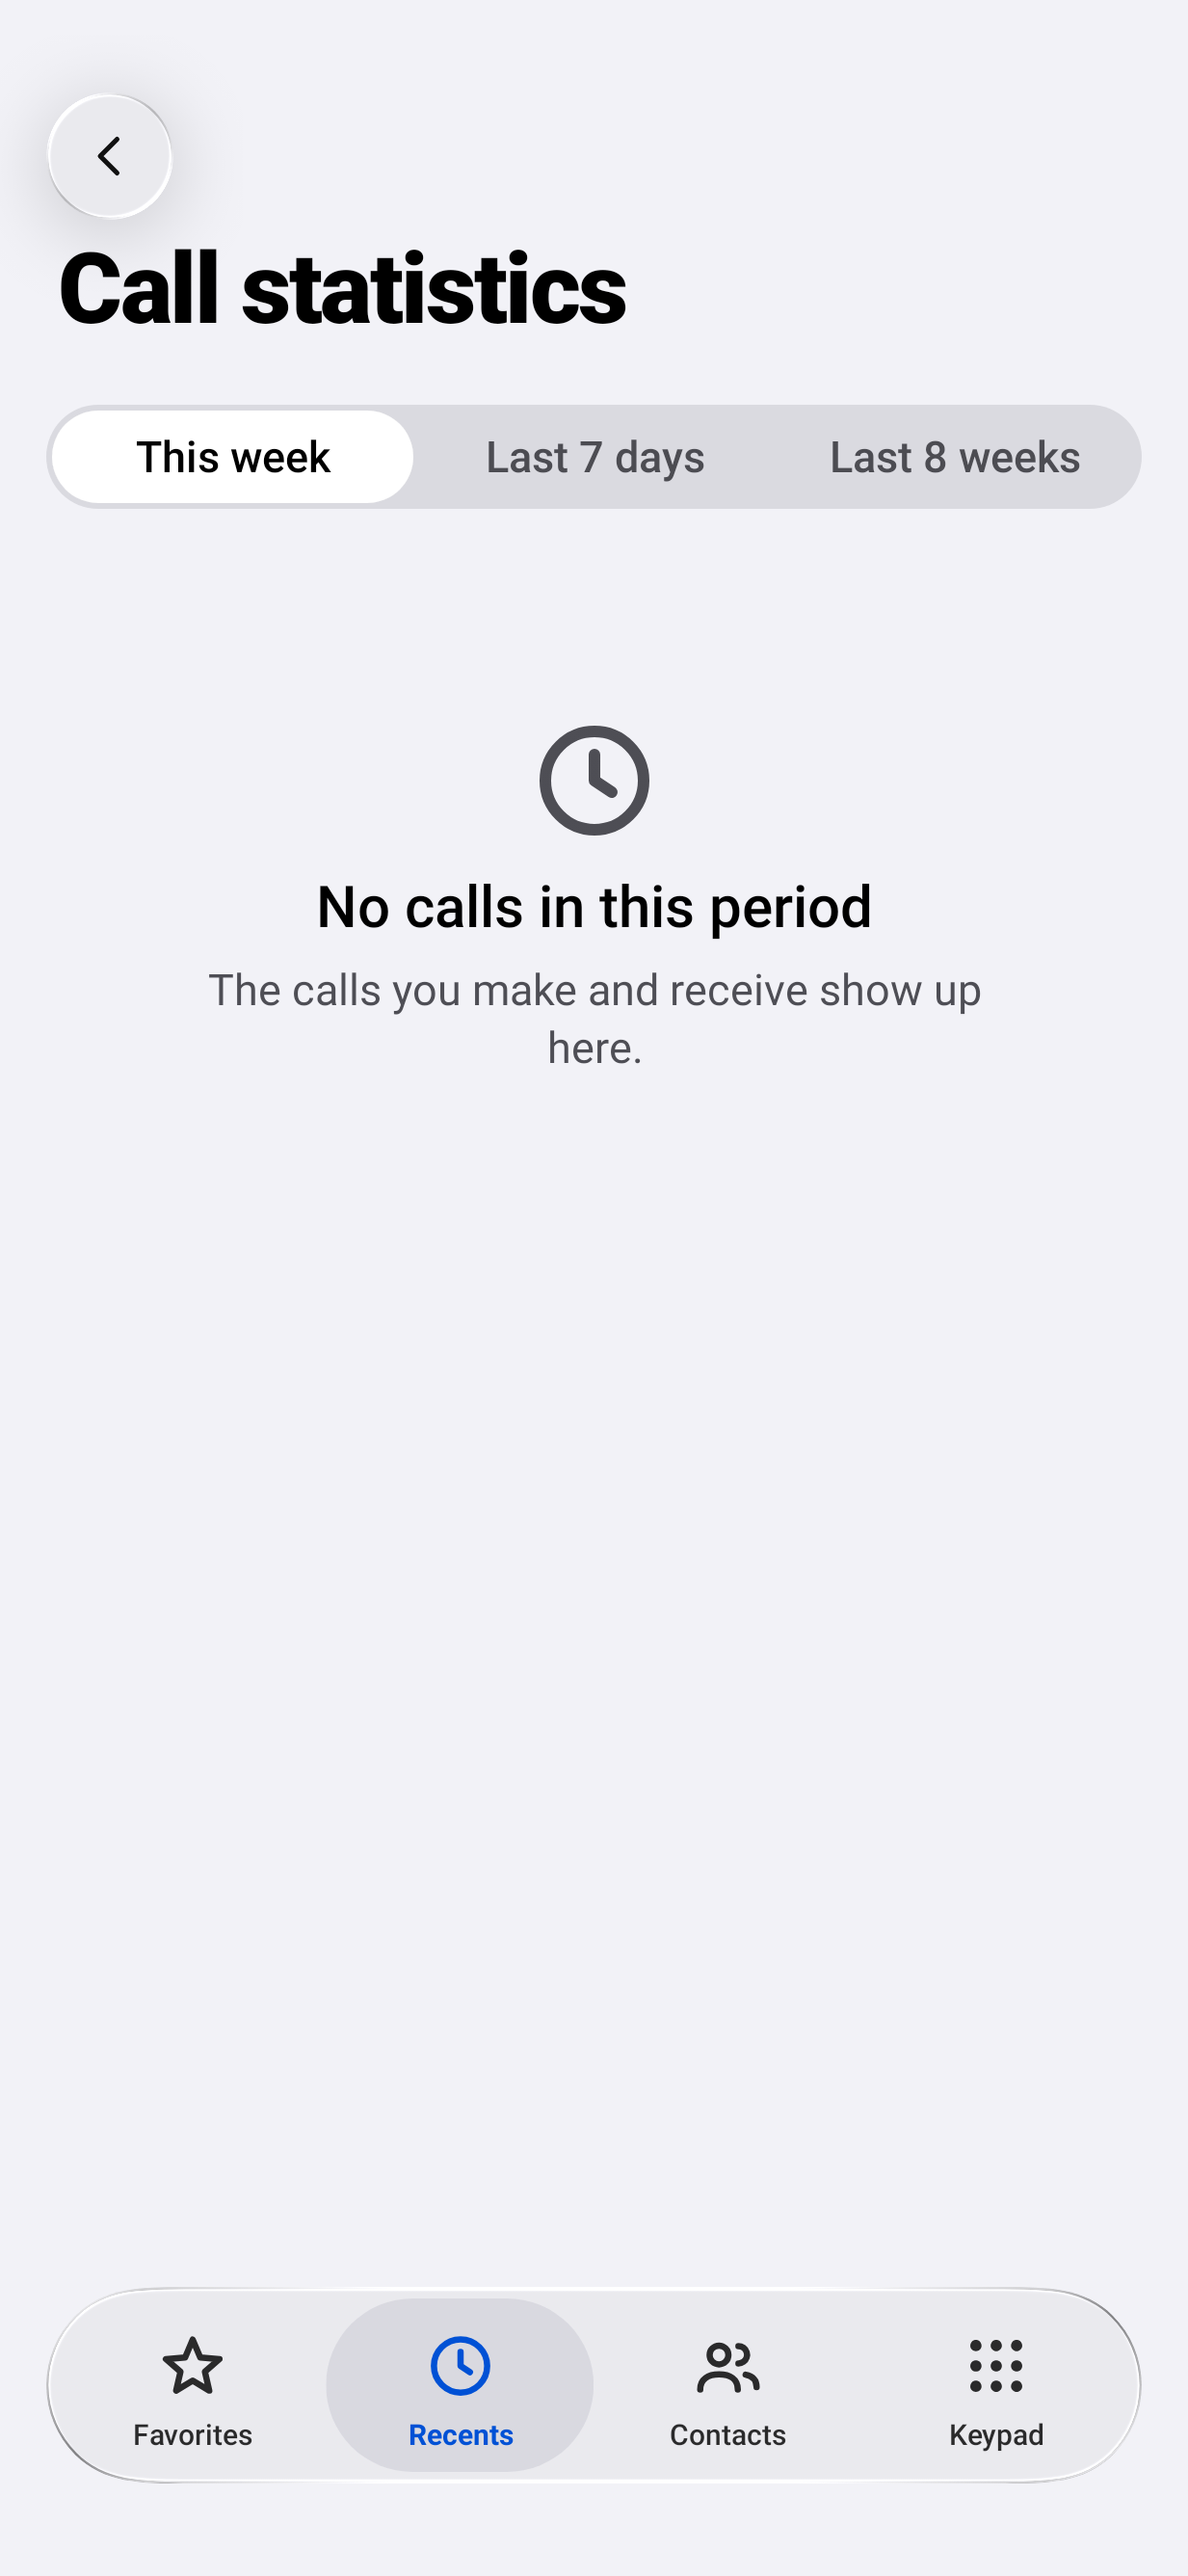 Call statistics
This week
Last 7 days
Last 8 weeks
No calls in this period
The calls you make and receive show up
here.
Favorites
Recents
Contacts
Keypad